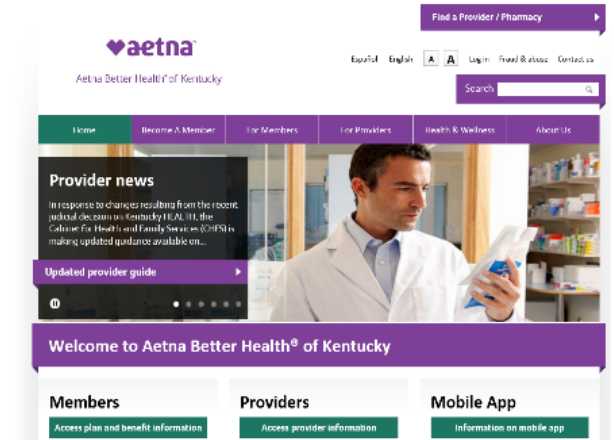 Find a Provider / Pharmacy
aetna
Aetna Better Health® of Kentucky
Español English A A Login Fraud & abuse Contact us
Search
Home Become A Member For Members For Providers Health & Wellness About Us
Provider news
In response to changes resulting from the recent
judicial decision on Kentucky HEALTH, the
Cabinet for Health and Family Services (CHFS) is
making updated guidance available on...
Updated provider guide
Welcome to Aetna Better Health® of Kentucky
Members Providers Mobile App
Access plan and benefit information Access provider information Information on mobile app